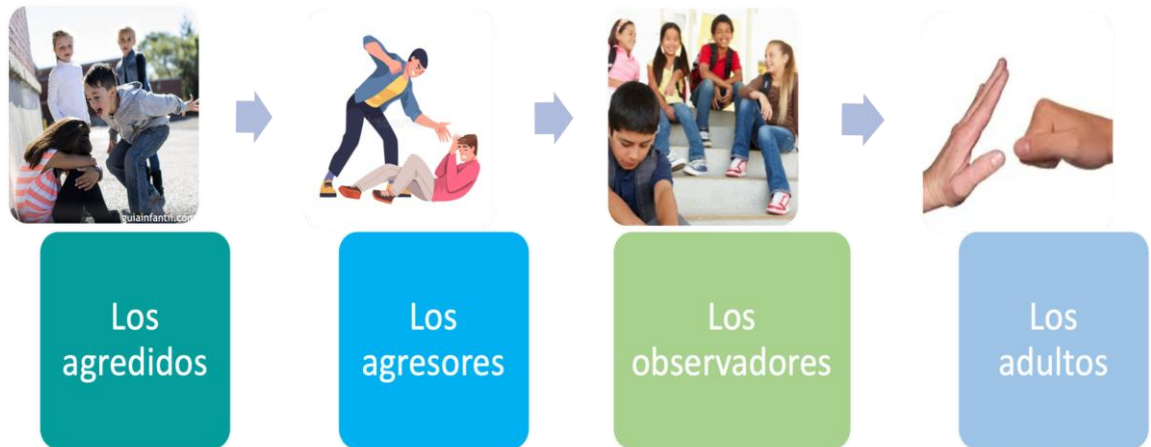 guiainfantil.com
Los
agredidos
Los
agresores
Los
observadores
Los
adultos